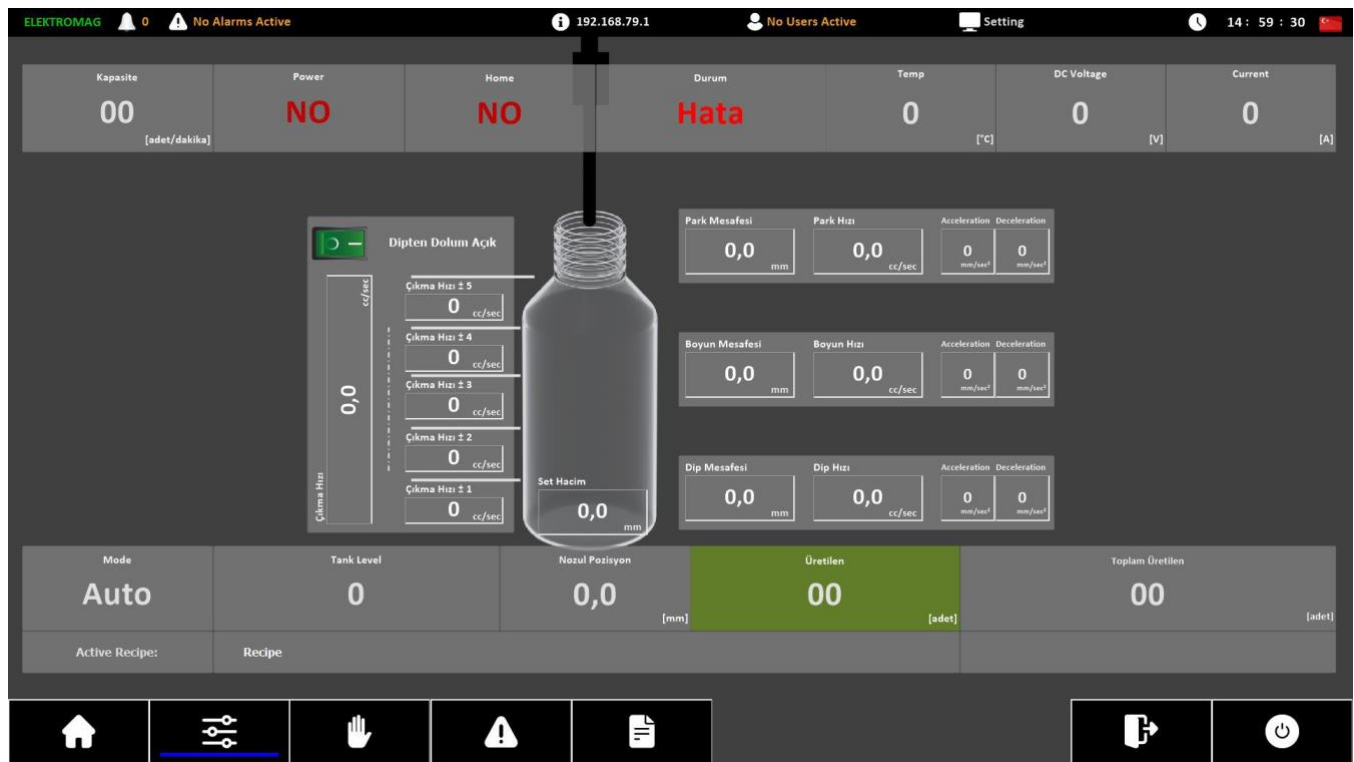 ELEKTROMAG 0 No Alarms Active 192.168.79.1 No Users Active Setting 14 : 59 : 30
Kapasite Power Home Durum Temp DC Voltage Current
00 NO NO Hata 0 0 0
[adet/dakika] [°C] [V] [A]
Dipten Dolum Açık
cc/sec
0,0
Çıkma Hızı
Çıkma Hızı ± 5
0 cc/sec
Çıkma Hızı ± 4
0 cc/sec
Çıkma Hızı ± 3
0 cc/sec
Çıkma Hızı ± 2
0 cc/sec
Çıkma Hızı ± 1
0 cc/sec
Set Hacim
0,0 mm
Park Mesafesi Park Hızı Acceleration Deceleration
0,0 mm 0,0 cc/sec 0 mm/sec² 0 mm/sec²
Boyun Mesafesi Boyun Hızı Acceleration Deceleration
0,0 mm 0,0 cc/sec 0 mm/sec² 0 mm/sec²
Dip Mesafesi Dip Hızı Acceleration Deceleration
0,0 mm 0,0 cc/sec 0 mm/sec² 0 mm/sec²
Mode Tank Level Nozul Pozisyon Üretilen Toplam Üretilen
Auto 0 0,0 00 00
[mm] [adet] [adet]
Active Recipe: Recipe